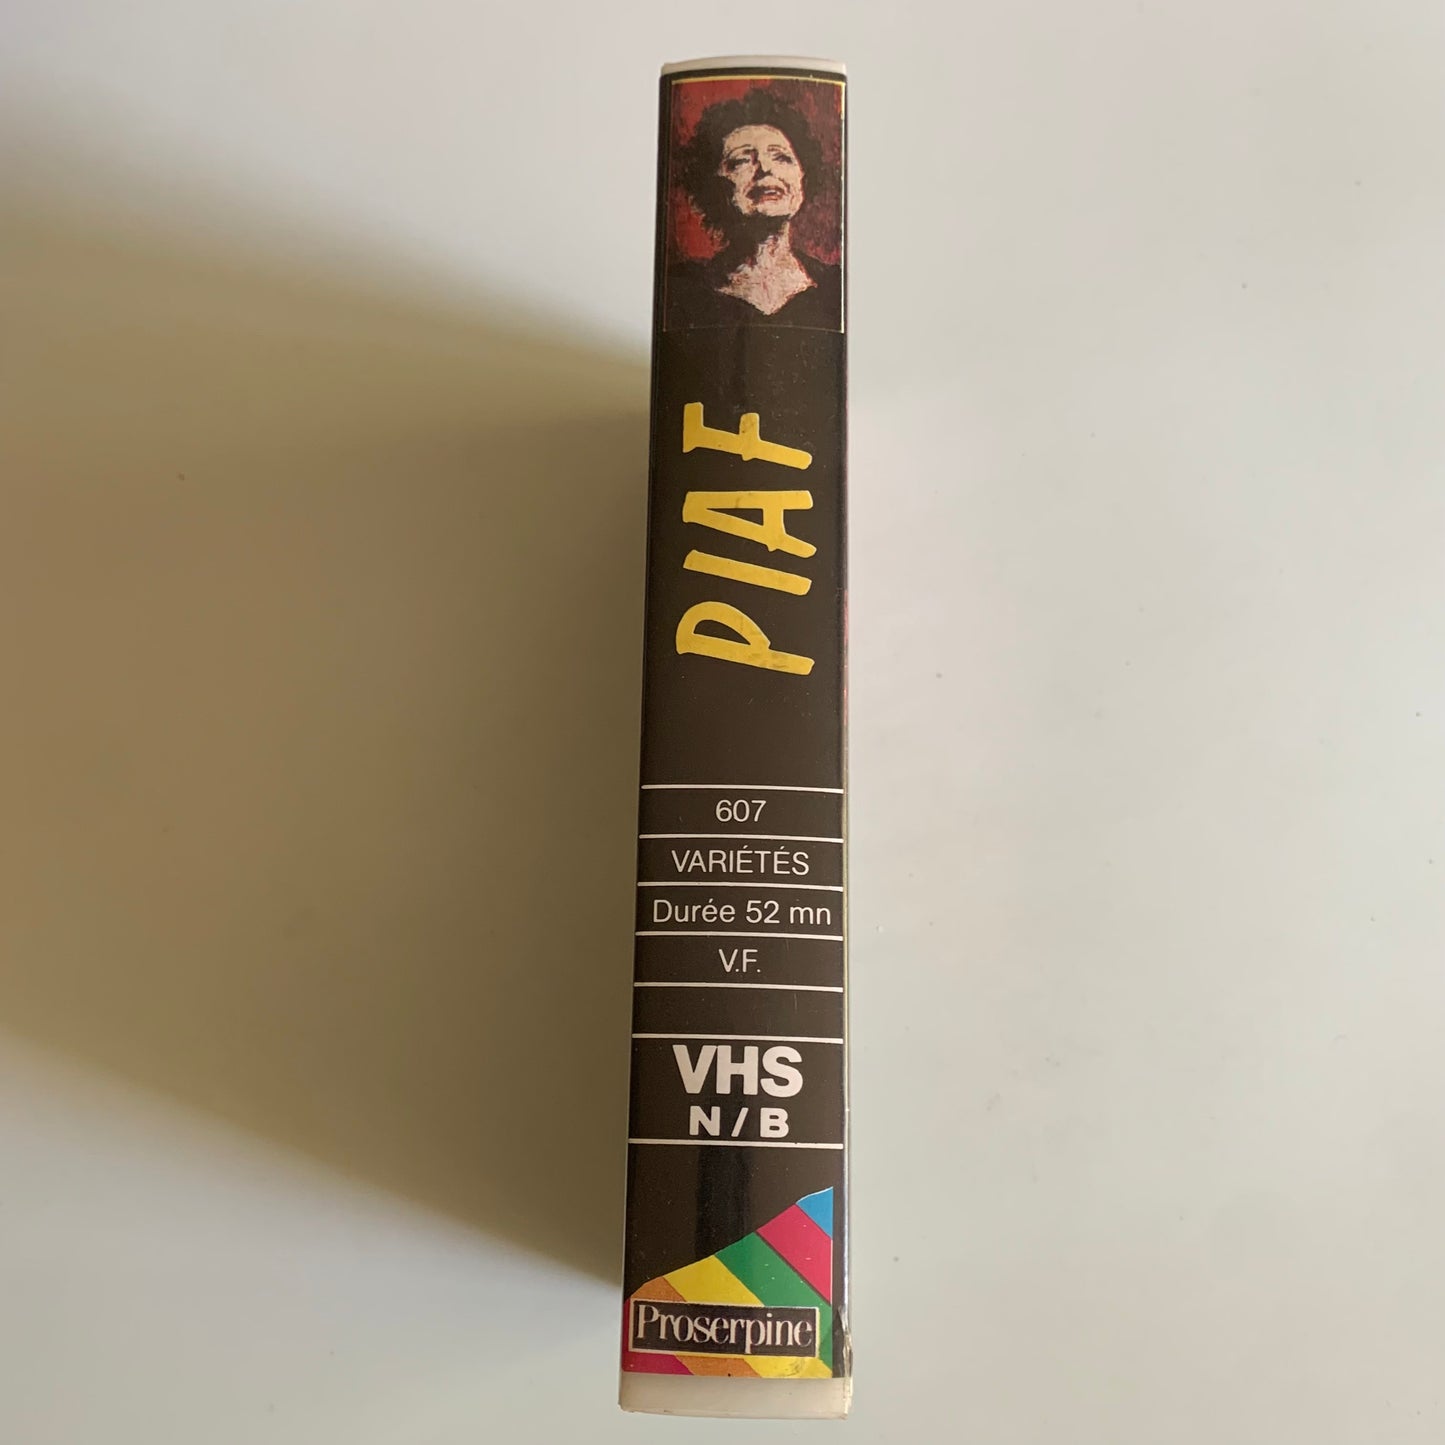 PIAF
607
VARIÉTÉS
Durée 52 mn
V.F.
VHS
N / B
Proserpine